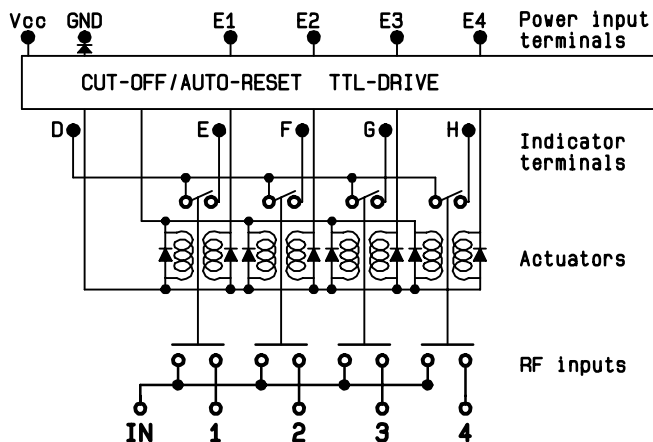 Vcc GND E1 E2 E3 E4 Power input
terminals
CUT-OFF/AUTO-RESET TTL-DRIVE
D E F G H Indicator
terminals
Actuators
RF inputs
IN 1 2 3 4